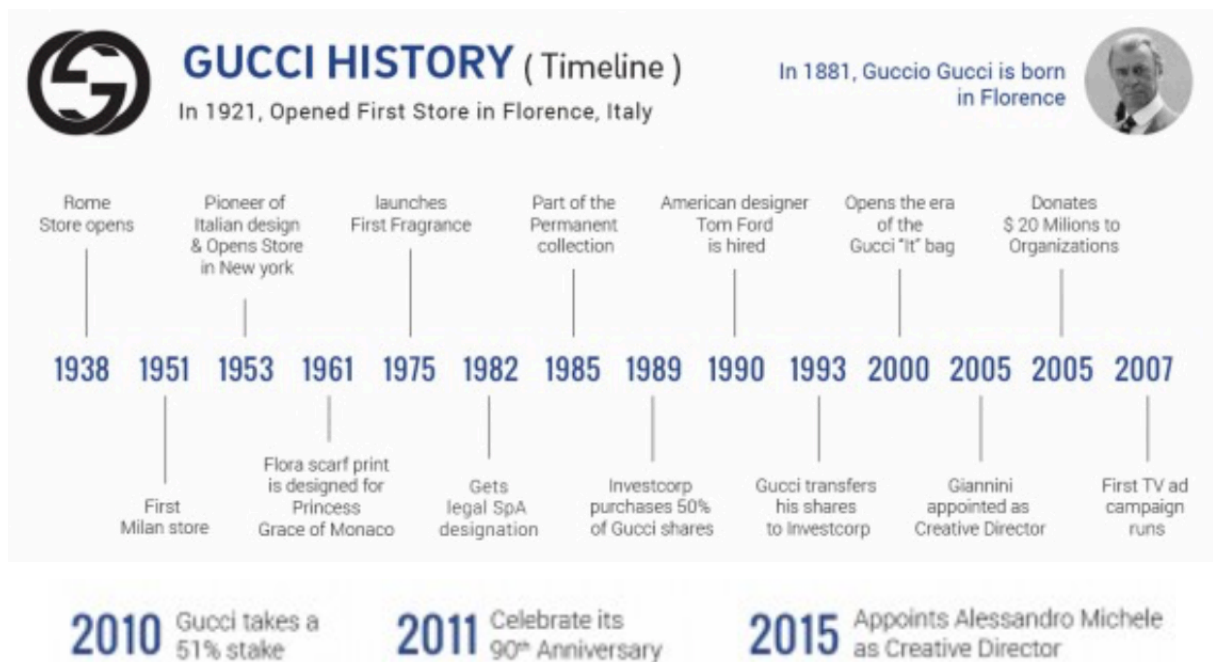 GUCCI HISTORY ( Timeline )
In 1921, Opened First Store in Florence, Italy
In 1881, Guccio Gucci is born
in Florence
Rome
Store opens
Pioneer of
Italian design
& Opens Store
in New york
launches
First Fragrance
Part of the
Permanent
collection
American designer
Tom Ford
is hired
Opens the era
of the
Gucci "It" bag
Donates
$ 20 Milions to
Organizations
1938 1951 1953 1961 1975 1982 1985 1989 1990 1993 2000 2005 2005 2007
First
Milan store
Flora scarf print
is designed for
Princess
Grace of Monaco
Gets
legal SpA
designation
Investcorp
purchases 50%
of Gucci shares
Gucci transfers
his shares
to Investcorp
Giannini
appointed as
Creative Director
First TV ad
campaign
runs
2010 Gucci takes a
51% stake
2011 Celebrate its
90th Anniversary
2015 Appoints Alessandro Michele
as Creative Director